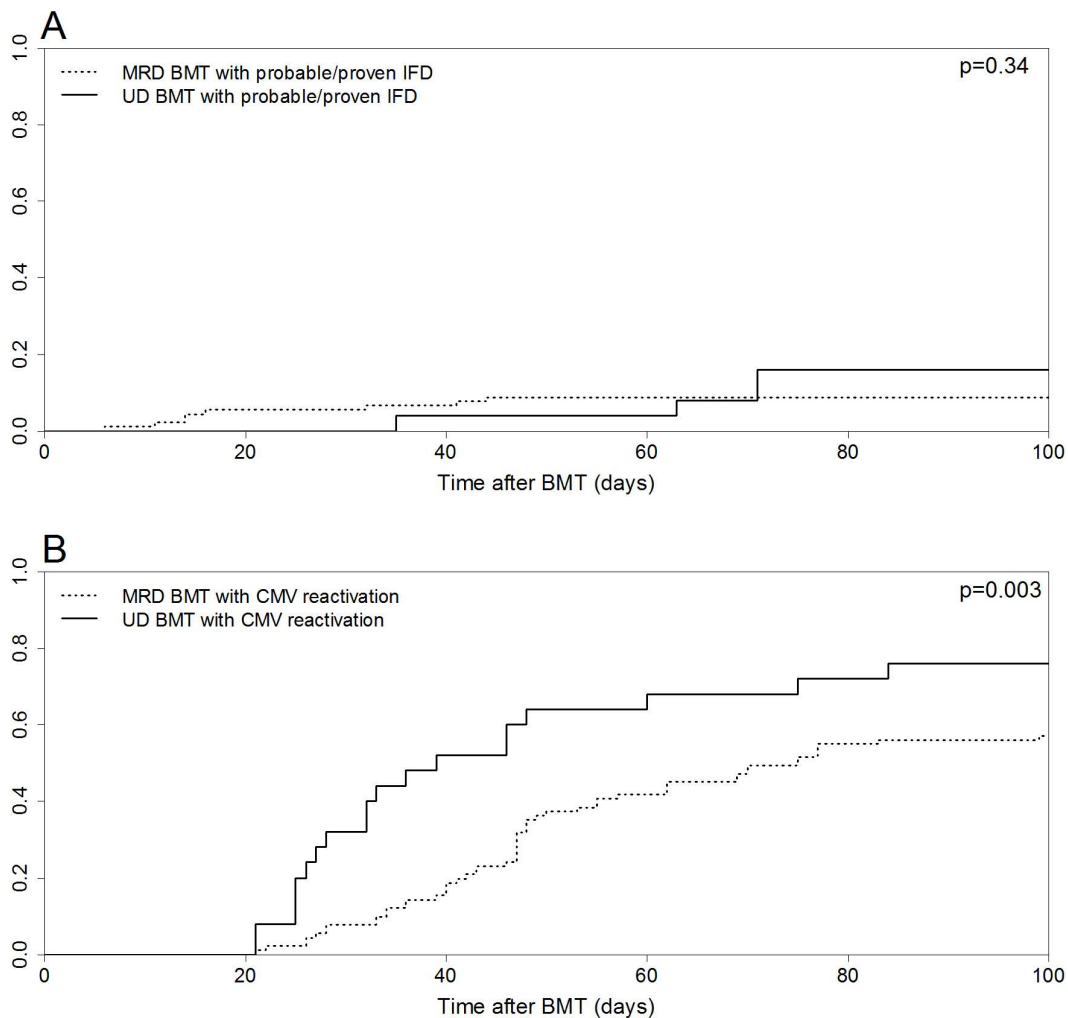 A
1.0
0.8
0.6
0.4
0.2
0.0
MRD BMT with probable/proven IFD
UD BMT with probable/proven IFD
p=0.34
0 20 40 60 80 100
Time after BMT (days)
B
1.0
0.8
0.6
0.4
0.2
0.0
MRD BMT with CMV reactivation
UD BMT with CMV reactivation
p=0.003
0 20 40 60 80 100
Time after BMT (days)